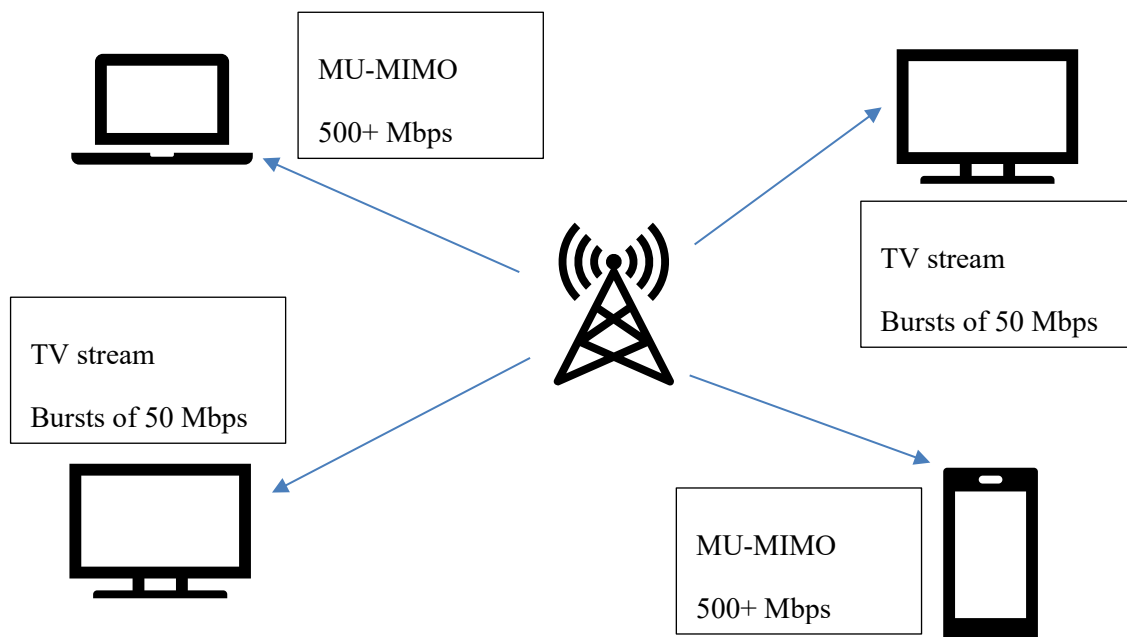 MU-MIMO
500+ Mbps
TV stream
Bursts of 50 Mbps
TV stream
Bursts of 50 Mbps
MU-MIMO
500+ Mbps